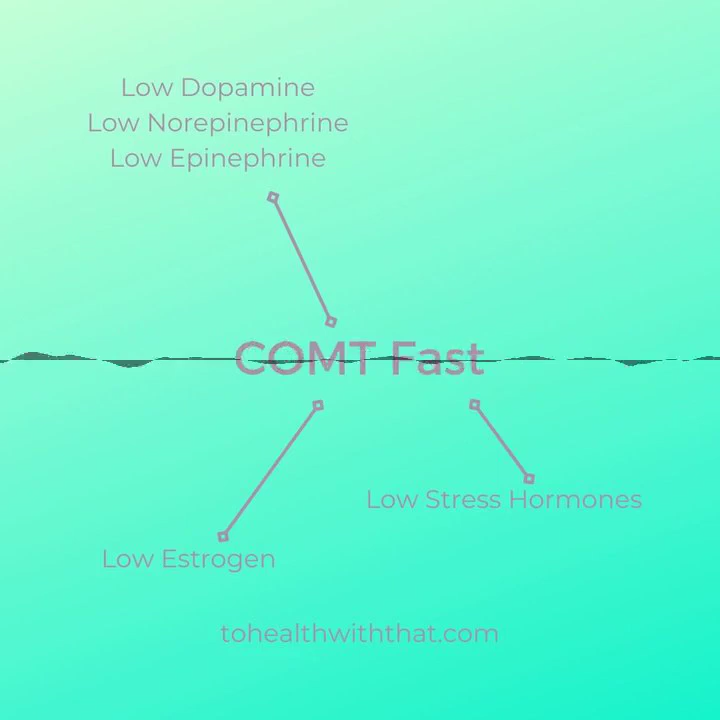 Low Dopamine
Low Norepinephrine
Low Epinephrine
COMT Fast
Low Stress Hormones
Low Estrogen
tohealthwiththat.com